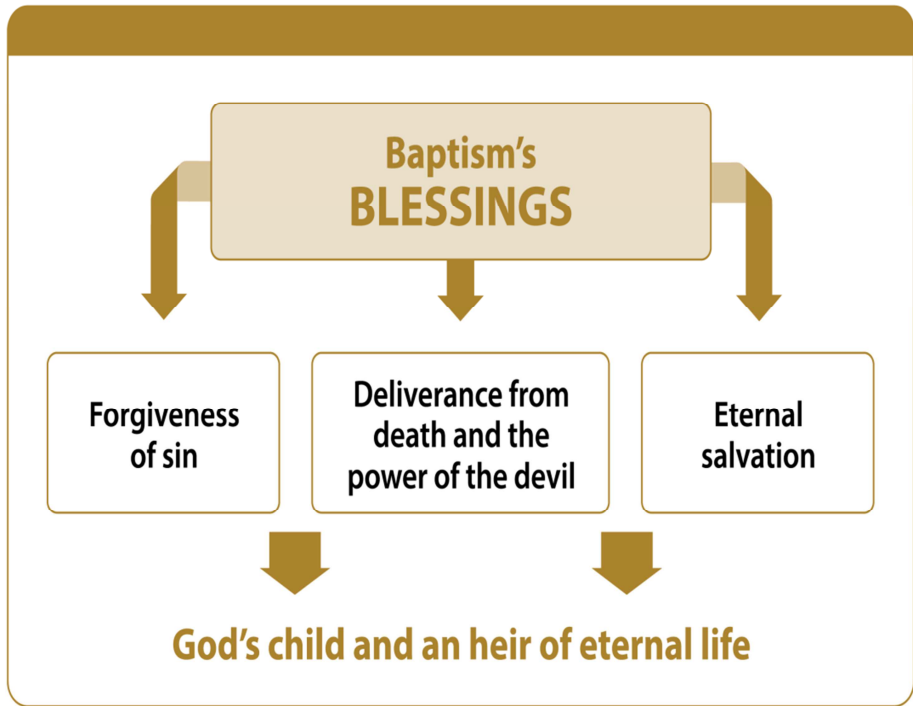 Baptism’s
BLESSINGS
Forgiveness
of sin
Deliverance from
death and the
power of the devil
Eternal
salvation
God’s child and an heir of eternal life